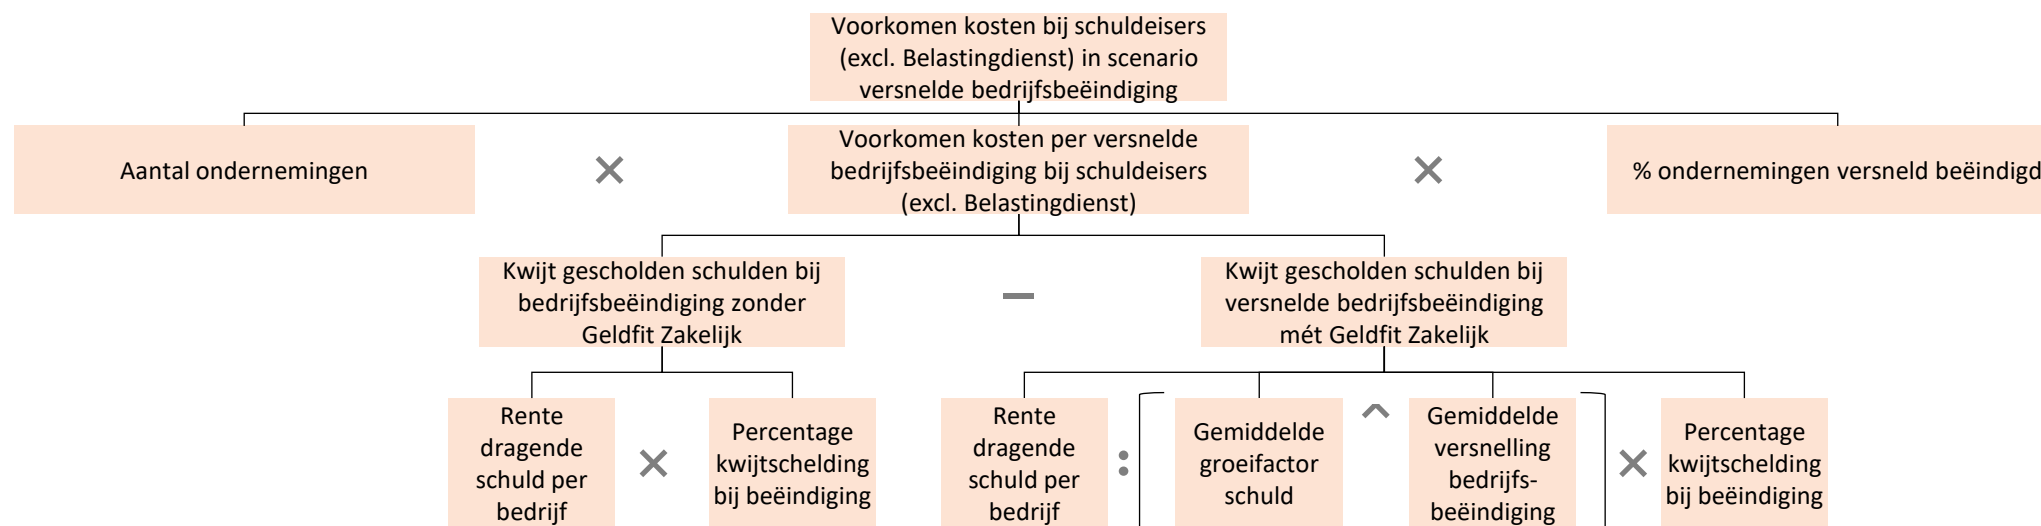 Voorkomen kosten bij schuldeisers
(excl. Belastingdienst) in scenario
versnelde bedrijfsbeëindiging
Aantal ondernemingen
×
Voorkomen kosten per versnelde
bedrijfsbeëindiging bij schuldeisers
(excl. Belastingdienst)
×
% ondernemingen versneld beëindigd
Kwijt gescholden schulden bij
bedrijfsbeëindiging zonder
Geldfit Zakelijk
–
Kwijt gescholden schulden bij
versnelde bedrijfsbeëindiging
mét Geldfit Zakelijk
Rente
dragende
schuld per
bedrijf
×
Percentage
kwijtschelding
bij beëindiging
Rente
dragende
schuld per
bedrijf
:
[
Gemiddelde
groeifactor
schuld
^
Gemiddelde
versnelling
bedrijfs-
beëindiging
]
×
Percentage
kwijtschelding
bij beëindiging